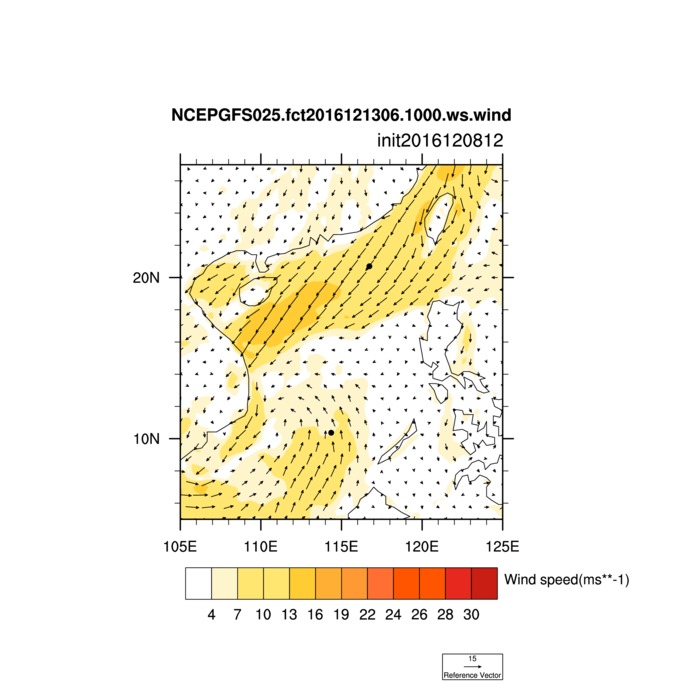 NCEPGFS025.fct2016121306.1000.ws.wind
init2016120812
20N
10N
105E 110E 115E 120E 125E
Wind speed(ms**-1)
4 7 10 13 16 19 22 24 26 28 30
15
Reference Vector